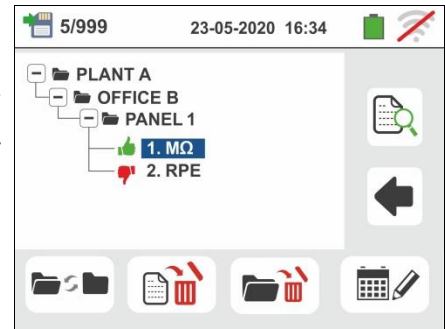 5/999 23-05-2020 16:34
PLANT A
OFFICE B
PANEL 1
1. MΩ
2. RPE